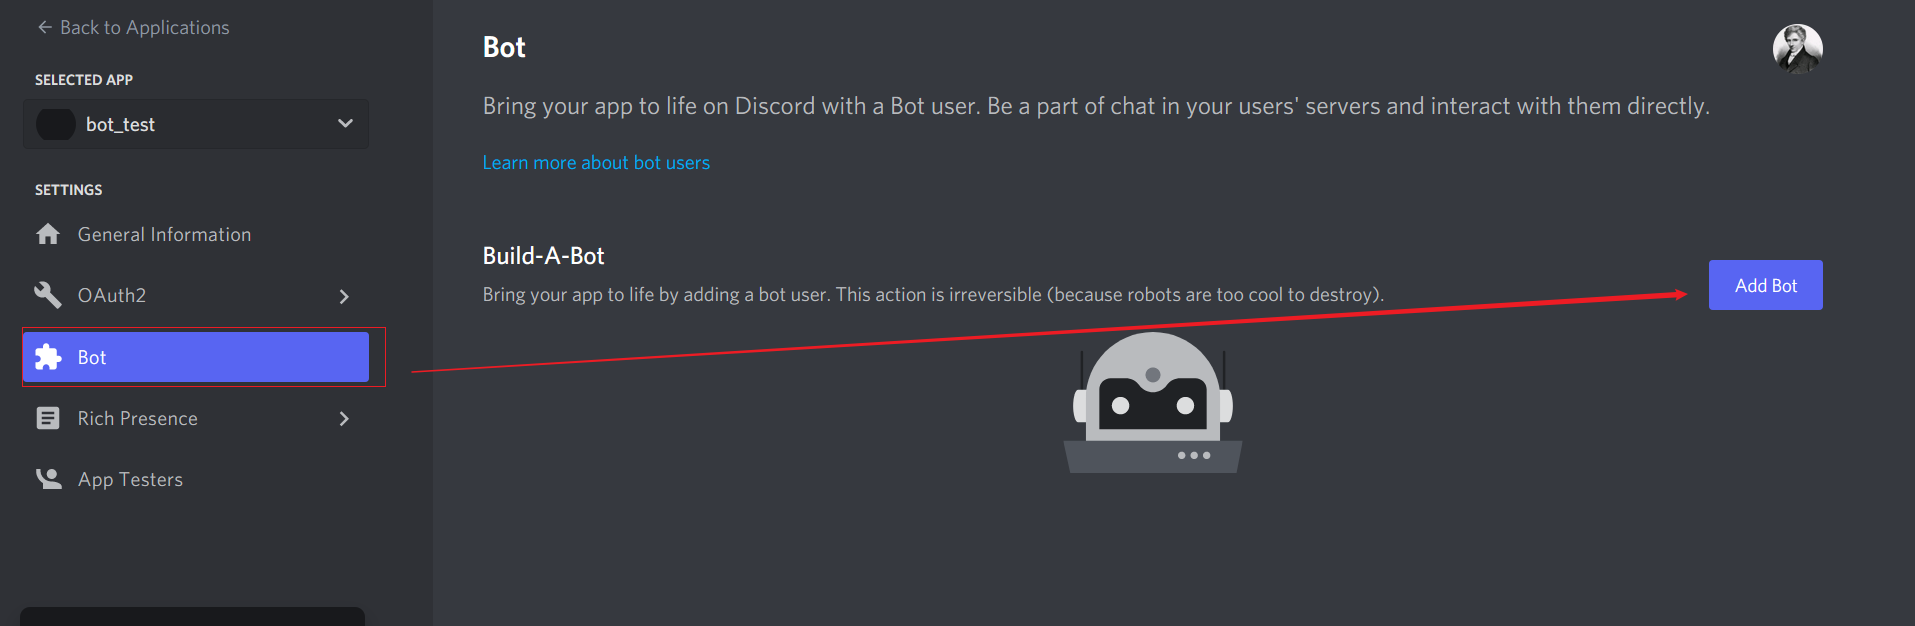 Back to Applications
SELECTED APP
bot_test
SETTINGS
General Information
OAuth2
Bot
Rich Presence
App Testers
Bot
Bring your app to life on Discord with a Bot user. Be a part of chat in your users' servers and interact with them directly.
Learn more about bot users
Build-A-Bot
Bring your app to life by adding a bot user. This action is irreversible (because robots are too cool to destroy).
Add Bot